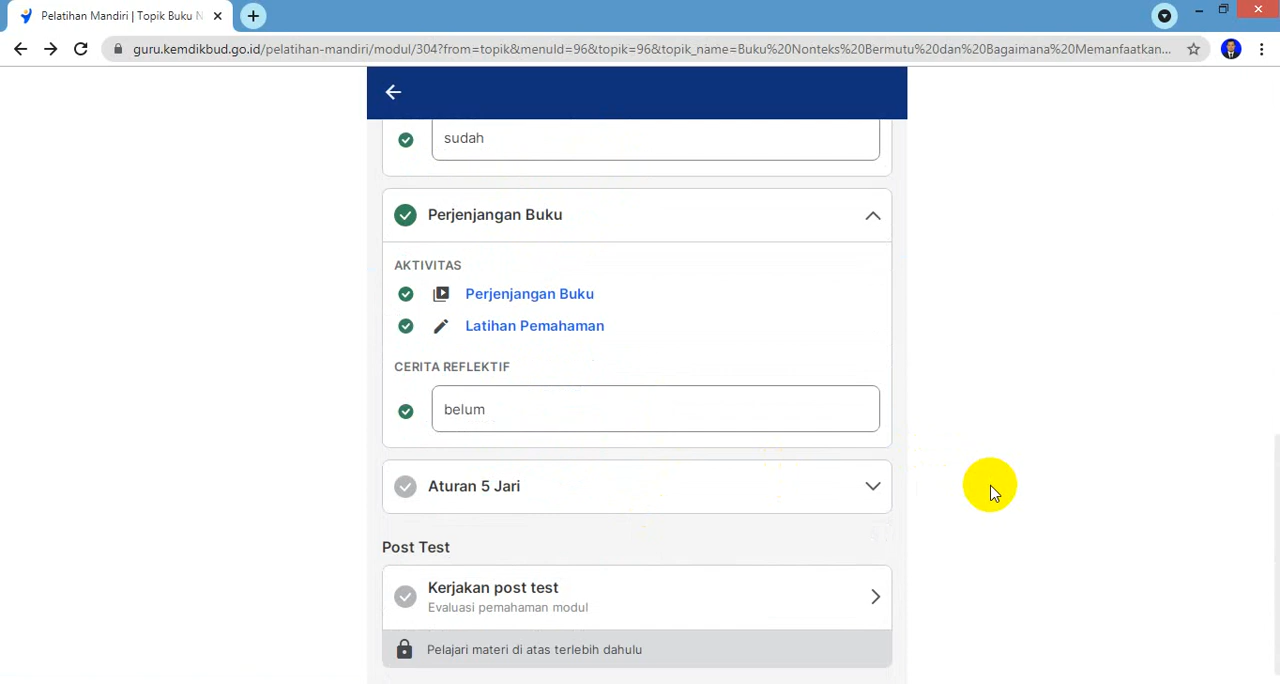 Pelatihan Mandiri | Topik Buku N
guru.kemdikbud.go.id/pelatihan-mandiri/modul/304?from=topik&menuId=96&topik=96&topik_name=Buku%20Nonteks%20Bermutu%20dan%20Bagaimana%20Memanfaatkan...
sudah
Perjenjangan Buku
AKTIVITAS
Perjenjangan Buku
Latihan Pemahaman
CERITA REFLEKTIF
belum
Aturan 5 Jari
Post Test
Kerjakan post test
Evaluasi pemahaman modul
Pelajari materi di atas terlebih dahulu